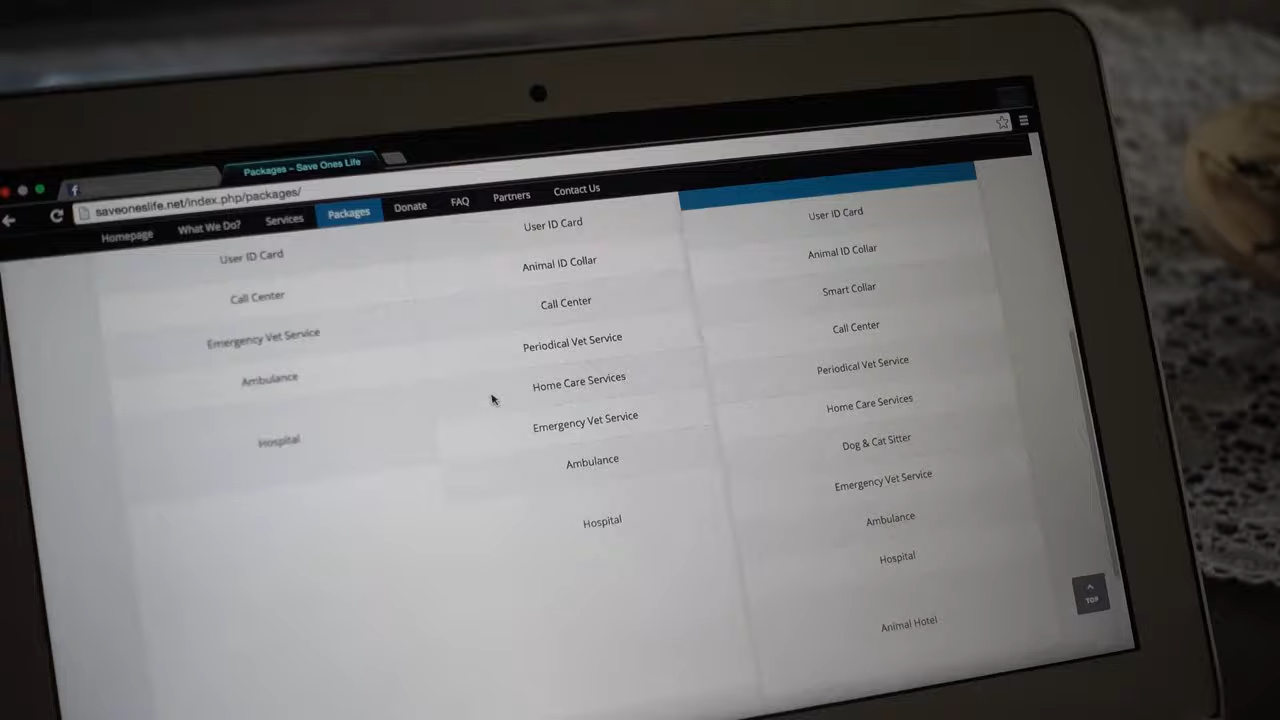 f
Packages – Save Ones Life
saveoneslife.net/index.php/packages/
Homepage What We Do? Services Packages Donate FAQ Partners Contact Us
User ID Card
Call Center
Emergency Vet Service
Ambulance
Hospital
User ID Card
Animal ID Collar
Call Center
Periodical Vet Service
Home Care Services
Emergency Vet Service
Ambulance
Hospital
User ID Card
Animal ID Collar
Smart Collar
Call Center
Periodical Vet Service
Home Care Services
Dog & Cat Sitter
Emergency Vet Service
Ambulance
Hospital
Animal Hotel
TOP